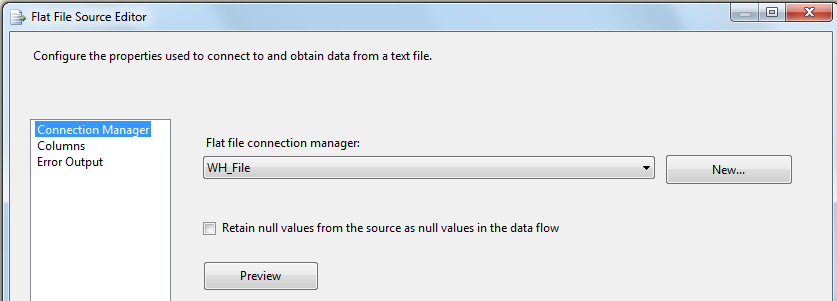 Flat File Source Editor
Configure the properties used to connect to and obtain data from a text file.
Connection Manager
Columns
Error Output
Flat file connection manager:
WH_File
New...
Retain null values from the source as null values in the data flow
Preview